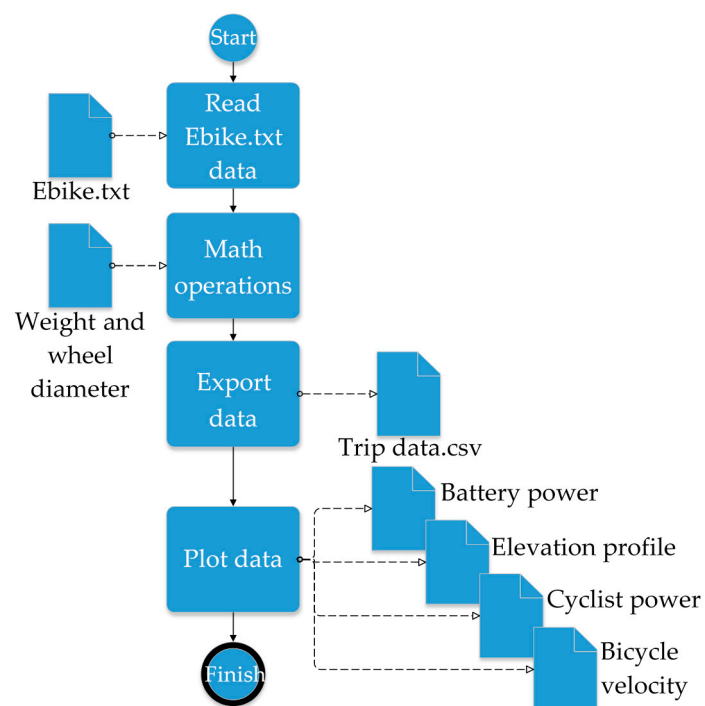 Start
Read
Ebike.txt
data
Ebike.txt
Math
operations
Weight and
wheel
diameter
Export
data
Trip data.csv
Battery power
Elevation profile
Plot data
Cyclist power
Bicycle
velocity
Finish